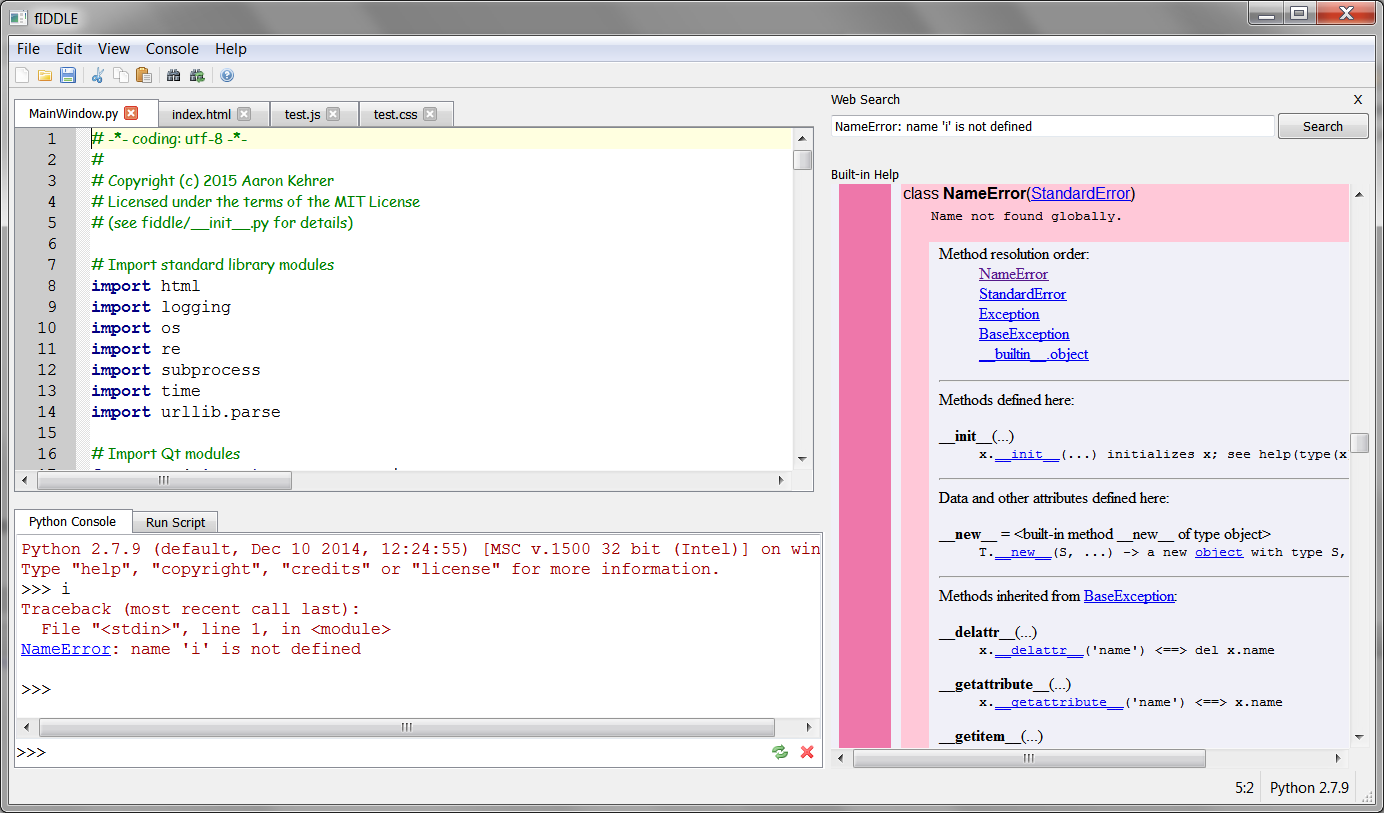 fIDDLE
File Edit View Console Help
MainWindow.py index.html test.js test.css
1 # -*- coding: utf-8 -*-
2 #
3 # Copyright (c) 2015 Aaron Kehrer
4 # Licensed under the terms of the MIT License
5 # (see fiddle/__init__.py for details)
6
7 # Import standard library modules
8 import html
9 import logging
10 import os
11 import re
12 import subprocess
13 import time
14 import urllib.parse
15
16 # Import Qt modules
Python Console Run Script
Python 2.7.9 (default, Dec 10 2014, 12:24:55) [MSC v.1500 32 bit (Intel)] on win
Type "help", "copyright", "credits" or "license" for more information.
>>> i
Traceback (most recent call last):
  File "<stdin>", line 1, in <module>
NameError: name 'i' is not defined
>>>
>>>
Web Search X
NameError: name 'i' is not defined Search
Built-in Help
class NameError(StandardError)
Name not found globally.
Method resolution order:
NameError
StandardError
Exception
BaseException
__builtin__.object
Methods defined here:
__init__(...)
x.__init__(...) initializes x; see help(type(x
Data and other attributes defined here:
__new__ = <built-in method __new__ of type object>
T.__new__(S, ...) -> a new object with type S,
Methods inherited from BaseException:
__delattr__(...)
x.__delattr__('name') <==> del x.name
__getattribute__(...)
x.__getattribute__('name') <==> x.name
__getitem__(...)
5:2 Python 2.7.9